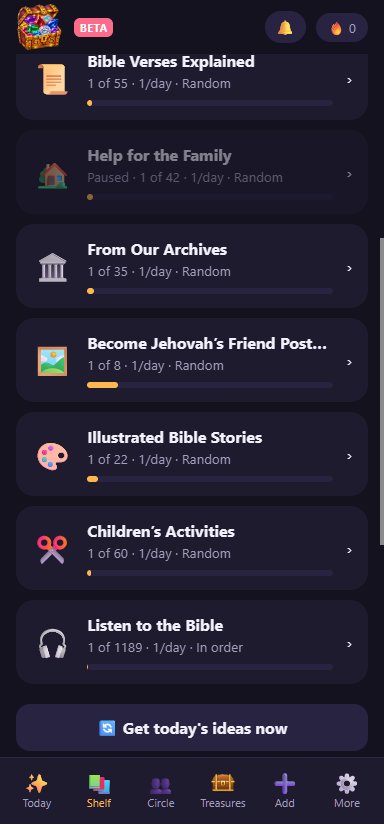 BETA
0
Bible Verses Explained
1 of 55 · 1/day · Random
Help for the Family
Paused · 1 of 42 · 1/day · Random
From Our Archives
1 of 35 · 1/day · Random
Become Jehovah's Friend Post...
1 of 8 · 1/day · Random
Illustrated Bible Stories
1 of 22 · 1/day · Random
Children's Activities
1 of 60 · 1/day · Random
Listen to the Bible
1 of 1189 · 1/day · In order
Get today's ideas now
Today
Shelf
Circle
Treasures
Add
More